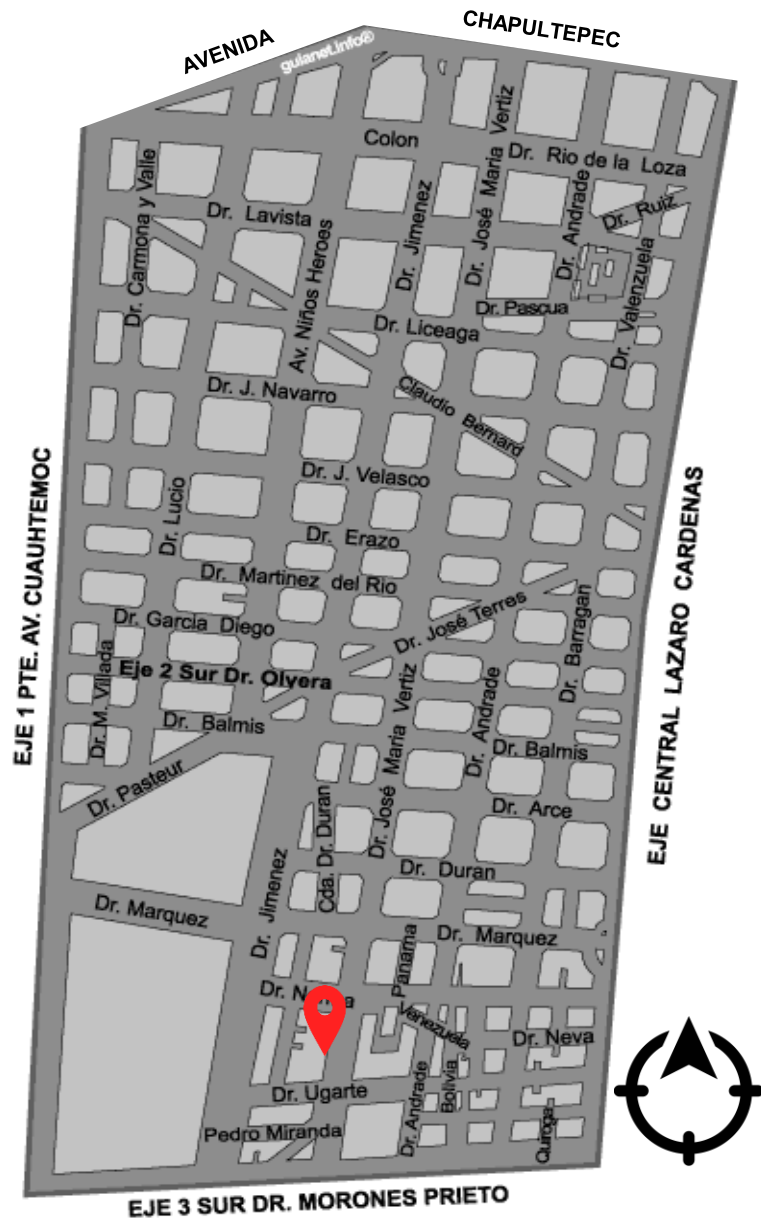 AVENIDA
CHAPULTEPEC
guianet.info®
Colon
Dr. Rio de la Loza
Dr. Carmona y Valle
Dr. José Maria Vertiz
Dr. Andrade
Dr. Ruiz
Dr. Lavista
Dr. Jimenez
Av. Niños Heroes
Dr. Valenzuela
Dr. Pascua
Dr. Liceaga
Dr. J. Navarro
Claudio Bernard
Dr. J. Velasco
Dr. Lucio
Dr. Erazo
EJE 1 PTE. AV. CUAUHTEMOC
EJE CENTRAL LAZARO CARDENAS
Dr. Martinez del Rio
Dr. Garcia Diego
Dr. José Terres
Dr. Barragan
Eje 2 Sur Dr. Olvera
Dr. M. Villada
Dr. José Maria Vertiz
Dr. Andrade
Dr. Balmis
Dr. Balmis
Dr. Pasteur
Dr. Arce
Cda. Dr. Duran
Dr. Duran
Dr. Jimenez
Dr. Marquez
Dr. Marquez
Panama
Dr.
Venezuela
Dr. Neva
Dr. Ugarte
Dr. Andrade
Bolivia
Pedro Miranda
Quiroga
EJE 3 SUR DR. MORONES PRIETO